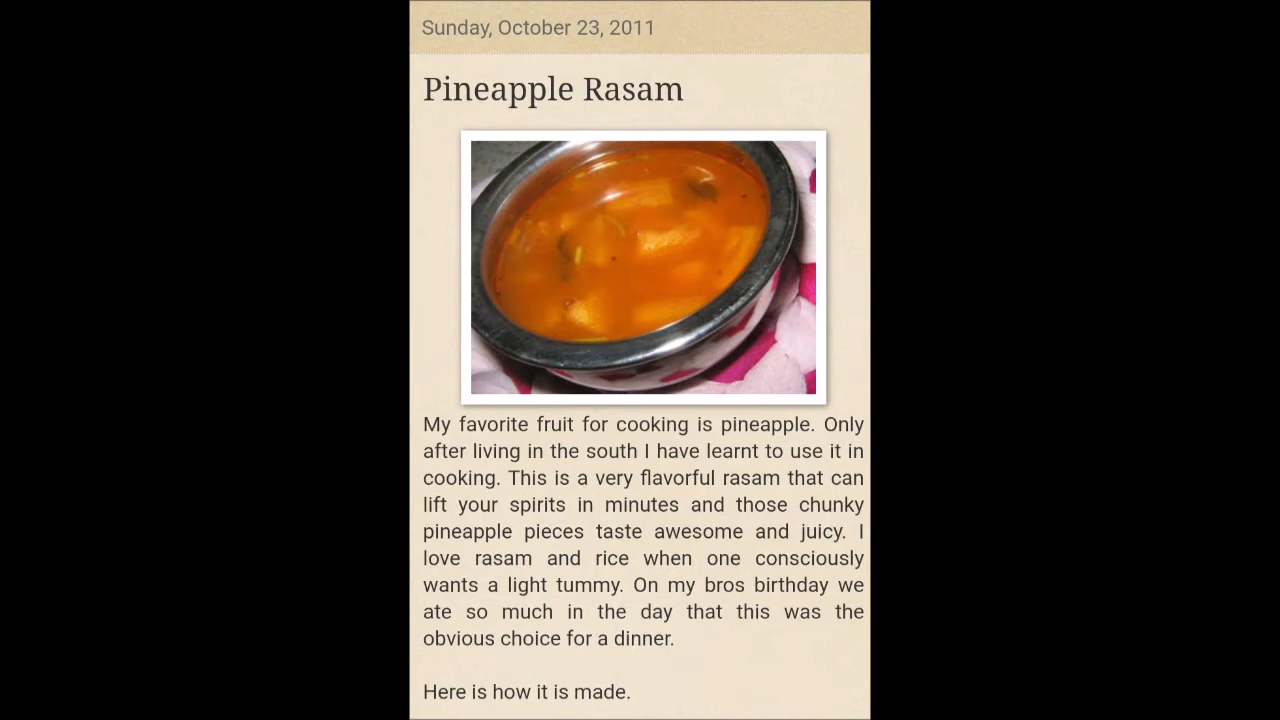 Sunday, October 23, 2011
Pineapple Rasam
My favorite fruit for cooking is pineapple. Only
after living in the south I have learnt to use it in
cooking. This is a very flavorful rasam that can
lift your spirits in minutes and those chunky
pineapple pieces taste awesome and juicy. I
love rasam and rice when one consciously
wants a light tummy. On my bros birthday we
ate so much in the day that this was the
obvious choice for a dinner.
Here is how it is made.